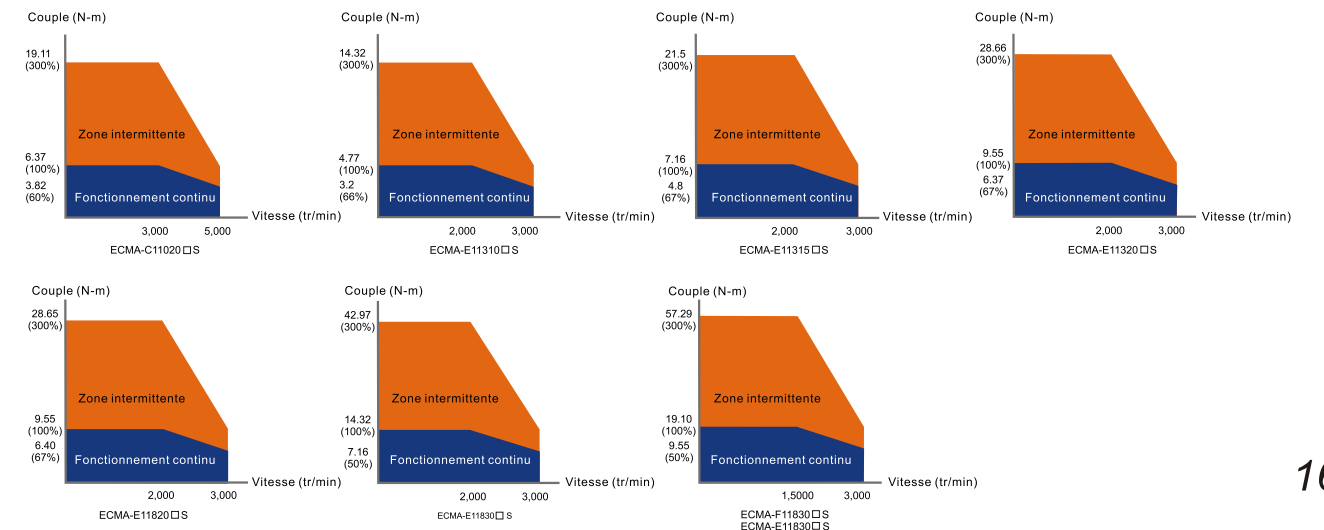 Couple (N-m)
19.11
(300%)
Zone intermittente
6.37
(100%)
3.82
(60%)
Fonctionnement continu
Vitesse (tr/min)
3,000 5,000
ECMA-C11020□S
Couple (N-m)
14.32
(300%)
Zone intermittente
4.77
(100%)
3.2
(66%)
Fonctionnement continu
Vitesse (tr/min)
2,000 3,000
ECMA-E11310□S
Couple (N-m)
21.5
(300%)
Zone intermittente
7.16
(100%)
4.8
(67%)
Fonctionnement continu
Vitesse (tr/min)
2,000 3,000
ECMA-E11315□S
Couple (N-m)
28.66
(300%)
Zone intermittente
9.55
(100%)
6.37
(67%)
Fonctionnement continu
Vitesse (tr/min)
2,000 3,000
ECMA-E11320□S
Couple (N-m)
28.65
(300%)
Zone intermittente
9.55
(100%)
6.40
(67%)
Fonctionnement continu
Vitesse (tr/min)
2,000 3,000
ECMA-E11820□S
Couple (N-m)
42.97
(300%)
Zone intermittente
14.32
(100%)
7.16
(50%)
Fonctionnement continu
Vitesse (tr/min)
2,000 3,000
ECMA-E11830□S
Couple (N-m)
57.29
(300%)
Zone intermittente
19.10
(100%)
9.55
(50%)
Fonctionnement continu
Vitesse (tr/min)
1,5000 3,000
ECMA-F11830□S
ECMA-E11830□S